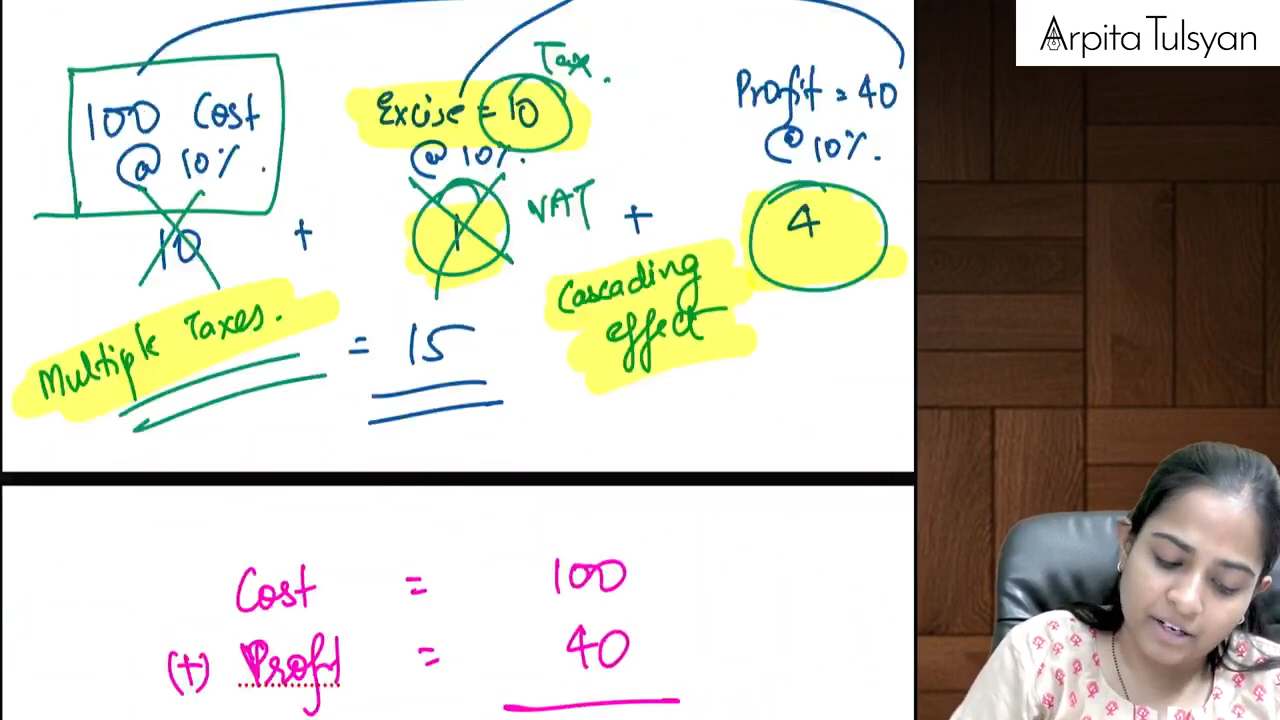 Arpita Tulsyan
Tax.
100 Cost
@ 10%.
Excise = 10
@ 10%.
Profit = 40
@ 10%.
10
+
1
VAT
+
4
Cascading
effect
Multiple Taxes.
= 15
Cost = 100
(+) Profit = 40